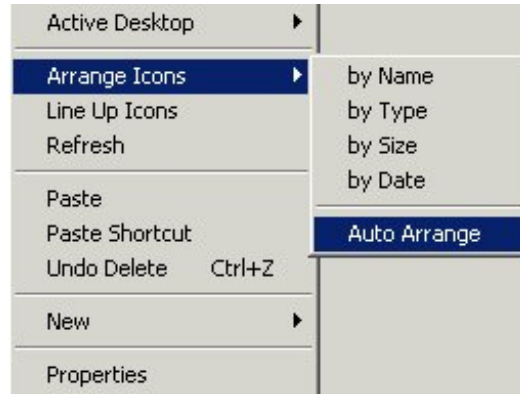 Active Desktop
Arrange Icons
Line Up Icons
Refresh
Paste
Paste Shortcut
Undo Delete Ctrl+Z
New
Properties
by Name
by Type
by Size
by Date
Auto Arrange